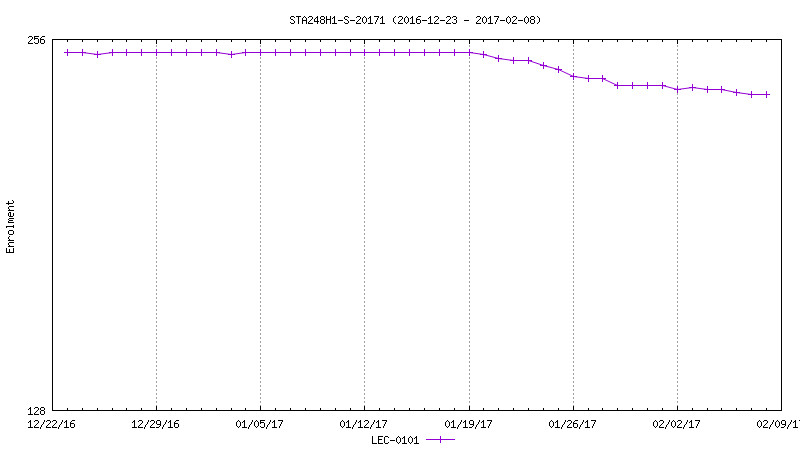 STA248H1-S-20171 (2016-12-23 - 2017-02-08)
256
Enrolment
128
12/22/16 12/29/16 01/05/17 01/12/17 01/19/17 01/26/17 02/02/17 02/09/1
LEC-0101